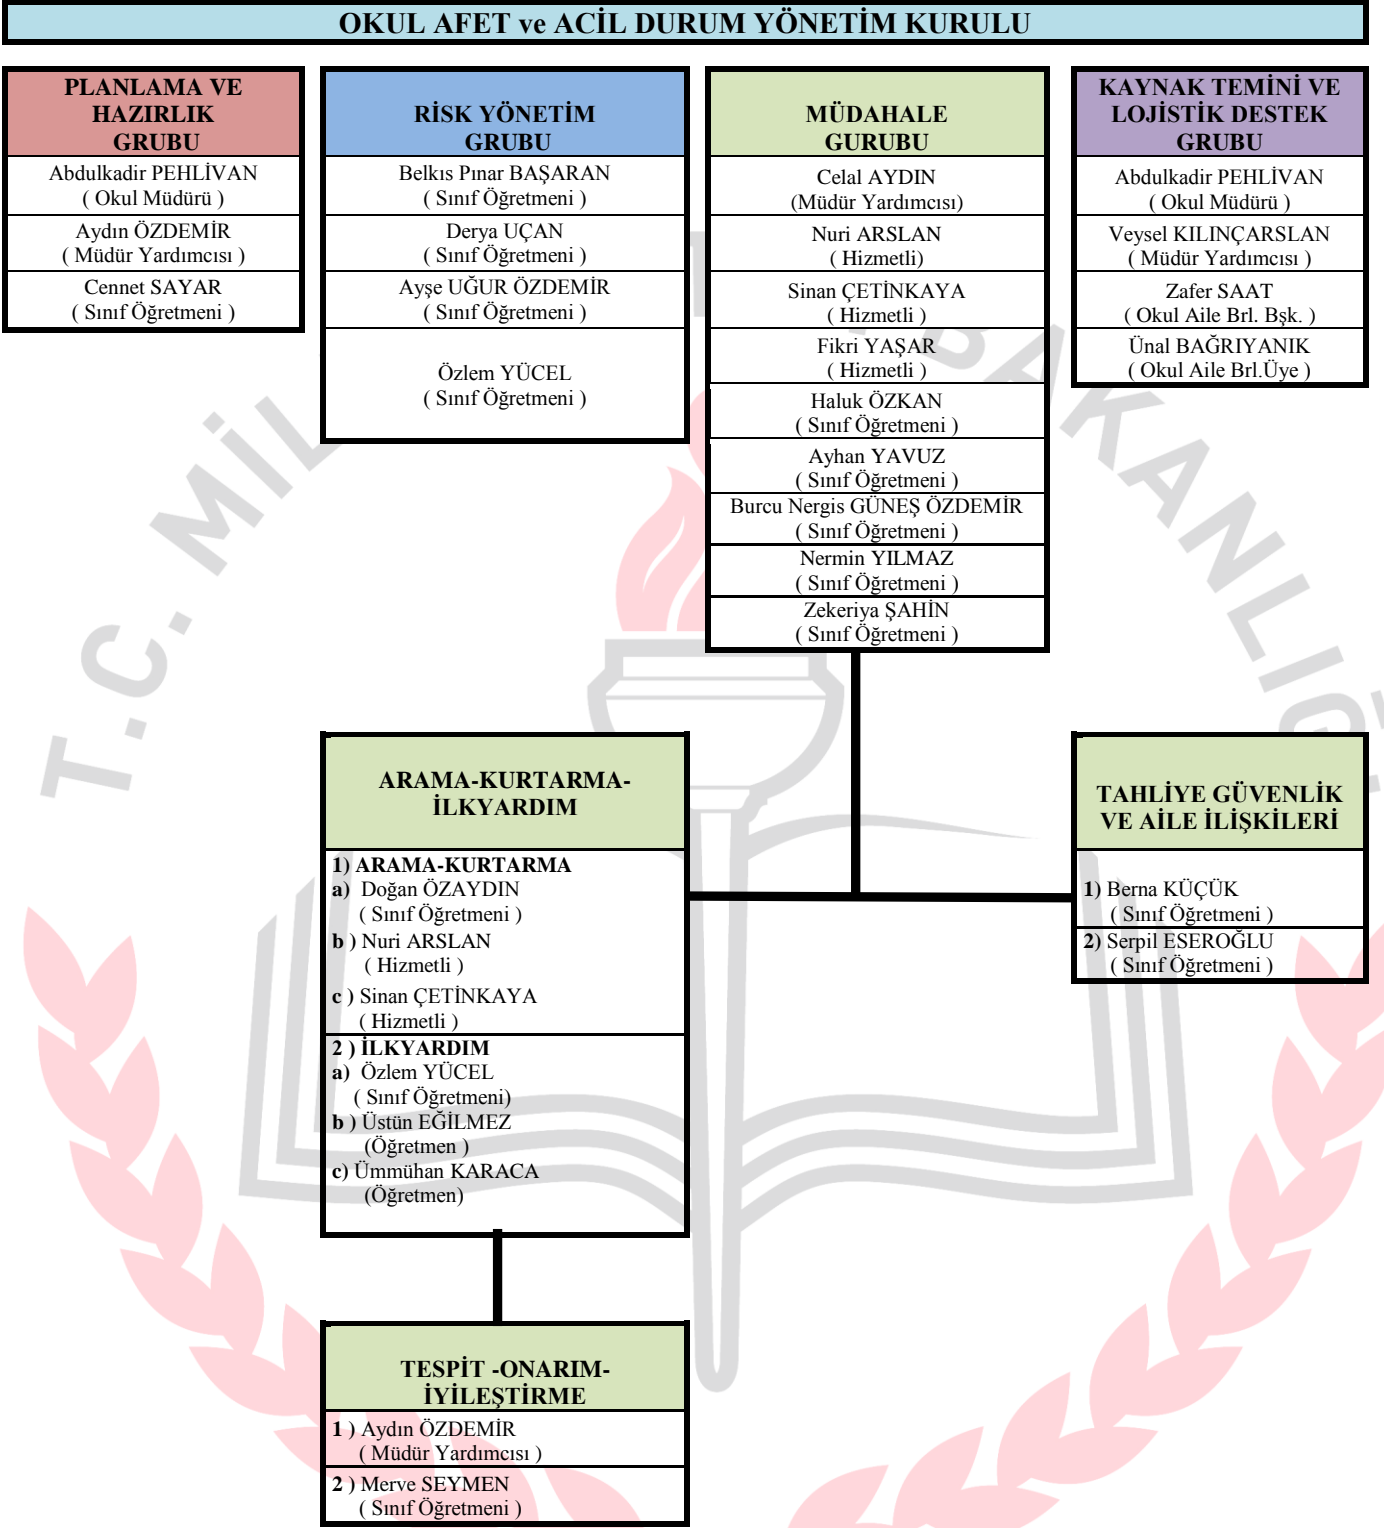 OKUL AFET ve ACİL DURUM YÖNETİM KURULU
PLANLAMA VE
HAZIRLIK
GRUBU
Abdulkadir PEHLİVAN
( Okul Müdürü )
Aydın ÖZDEMİR
( Müdür Yardımcısı )
Cennet SAYAR
( Sınıf Öğretmeni )
RİSK YÖNETİM
GRUBU
Belkıs Pınar BAŞARAN
( Sınıf Öğretmeni )
Derya UÇAN
( Sınıf Öğretmeni )
Ayşe UĞUR ÖZDEMİR
( Sınıf Öğretmeni )
Özlem YÜCEL
( Sınıf Öğretmeni )
MÜDAHALE
GURUBU
Celal AYDIN
(Müdür Yardımcısı)
Nuri ARSLAN
( Hizmetli)
Sinan ÇETİNKAYA
( Hizmetli )
Fikri YAŞAR
( Hizmetli )
Haluk ÖZKAN
( Sınıf Öğretmeni )
Ayhan YAVUZ
( Sınıf Öğretmeni )
Burcu Nergis GÜNEŞ ÖZDEMİR
( Sınıf Öğretmeni )
Nermin YILMAZ
( Sınıf Öğretmeni )
Zekeriya ŞAHİN
( Sınıf Öğretmeni )
KAYNAK TEMİNİ VE
LOJİSTİK DESTEK
GRUBU
Abdulkadir PEHLİVAN
( Okul Müdürü )
Veysel KILINÇARSLAN
( Müdür Yardımcısı )
Zafer SAAT
( Okul Aile Brl. Bşk. )
Ünal BAĞRIYANIK
( Okul Aile Brl.Üye )
ARAMA-KURTARMA-
İLKYARDIM
1) ARAMA-KURTARMA
a) Doğan ÖZAYDIN
( Sınıf Öğretmeni )
b ) Nuri ARSLAN
( Hizmetli )
c ) Sinan ÇETİNKAYA
( Hizmetli )
2 ) İLKYARDIM
a) Özlem YÜCEL
( Sınıf Öğretmeni)
b ) Üstün EĞİLMEZ
(Öğretmen )
c) Ümmühan KARACA
(Öğretmen)
TAHLİYE GÜVENLİK
VE AİLE İLİŞKİLERİ
1) Berna KÜÇÜK
( Sınıf Öğretmeni )
2) Serpil ESEROĞLU
( Sınıf Öğretmeni )
TESPİT -ONARIM-
İYİLEŞTİRME
1 ) Aydın ÖZDEMİR
( Müdür Yardımcısı )
2 ) Merve SEYMEN
( Sınıf Öğretmeni )
T.C.